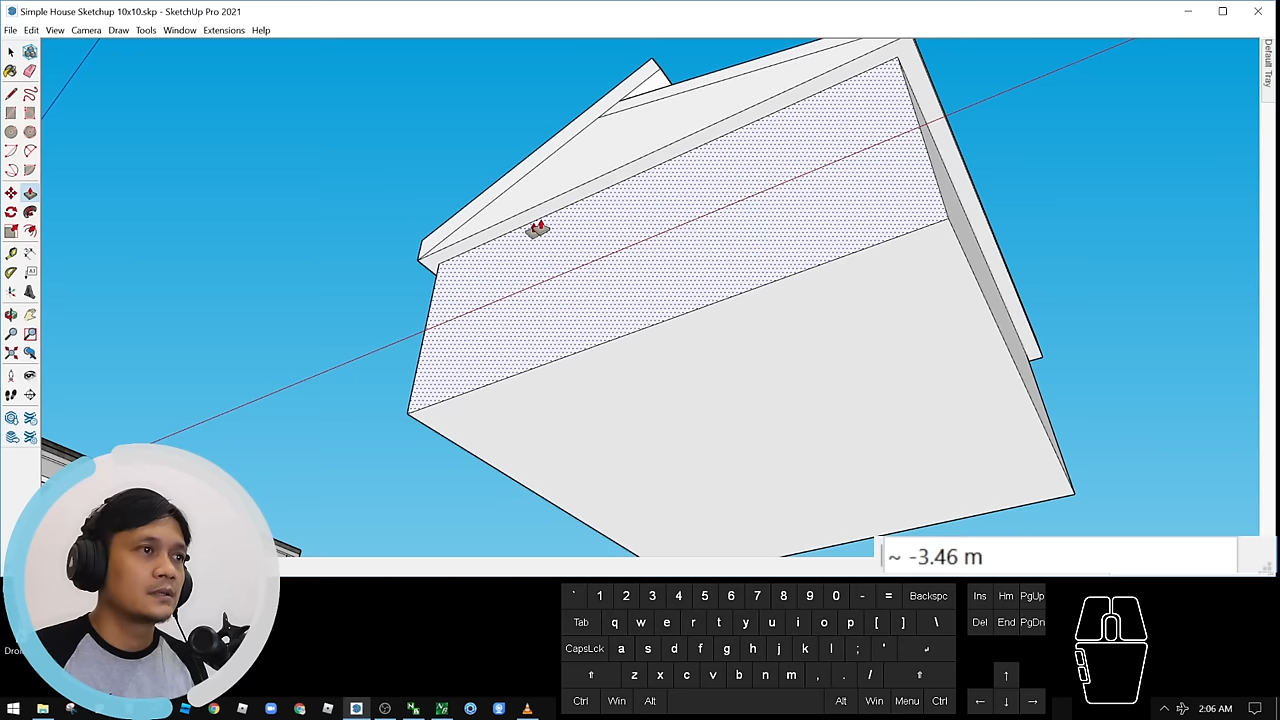 Simple House Sketchup 10x10.skp - SketchUp Pro 2021
File Edit View Camera Draw Tools Window Extensions Help
Default Tray
~ -3.46 m
` 1 2 3 4 5 6 7 8 9 0 - = Backspc
Ins Hm PgUp
Tab q w e r t y u i o p [ ] \
Del End PgDn
CapsLck a s d f g h j k l ; '
z x c v b n m , . /
Ctrl Win Alt Alt Win Menu Ctrl
2:06 AM